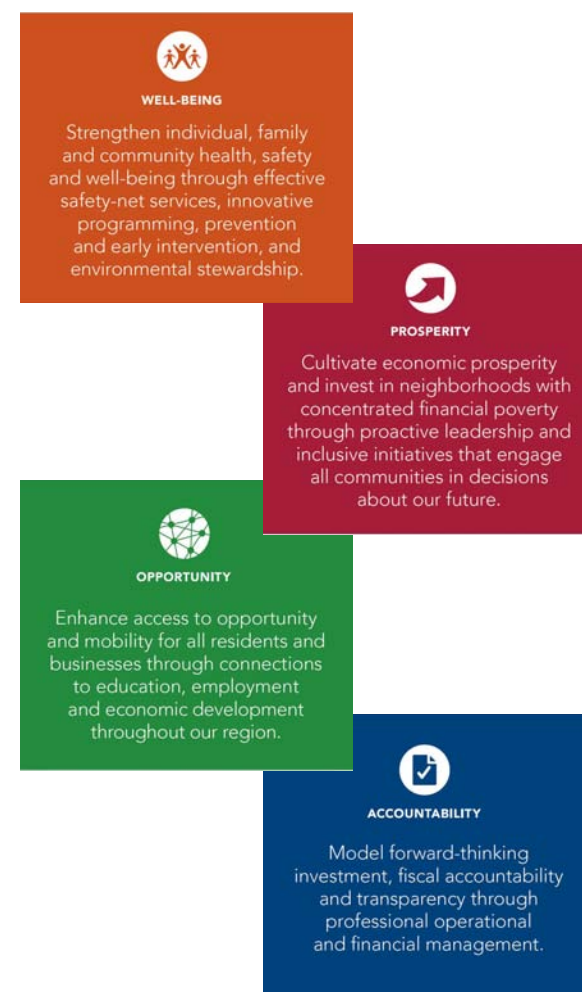 WELL-BEING
Strengthen individual, family
and community health, safety
and well-being through effective
safety-net services, innovative
programming, prevention
and early intervention, and
environmental stewardship.
PROSPERITY
Cultivate economic prosperity
and invest in neighborhoods with
concentrated financial poverty
through proactive leadership and
inclusive initiatives that engage
all communities in decisions
about our future.
OPPORTUNITY
Enhance access to opportunity
and mobility for all residents and
businesses through connections
to education, employment
and economic development
throughout our region.
ACCOUNTABILITY
Model forward-thinking
investment, fiscal accountability
and transparency through
professional operational
and financial management.